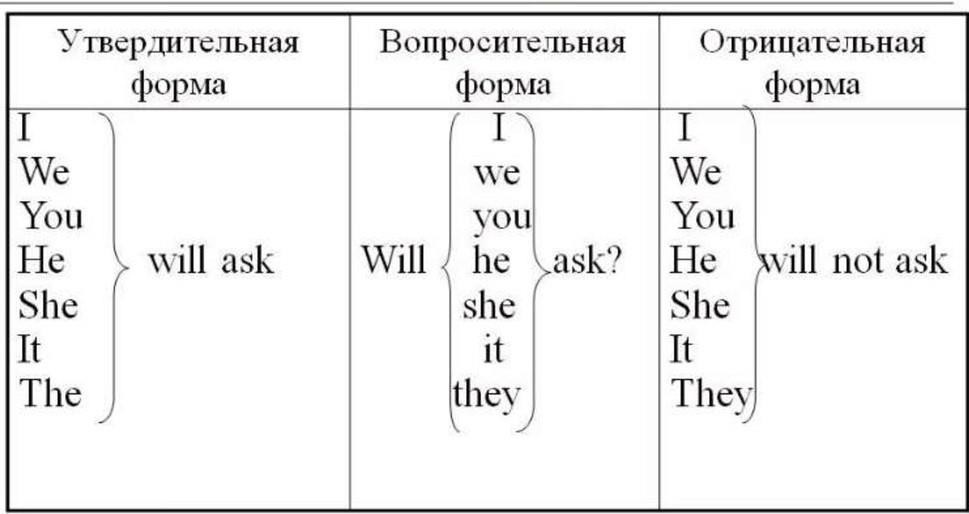 Утвердительная
форма
I
We
You
He
She
It
The
will ask
Вопросительная
форма
Will
I
we
you
he
she
it
they
ask?
Отрицательная
форма
I
We
You
He
She
It
They
will not ask